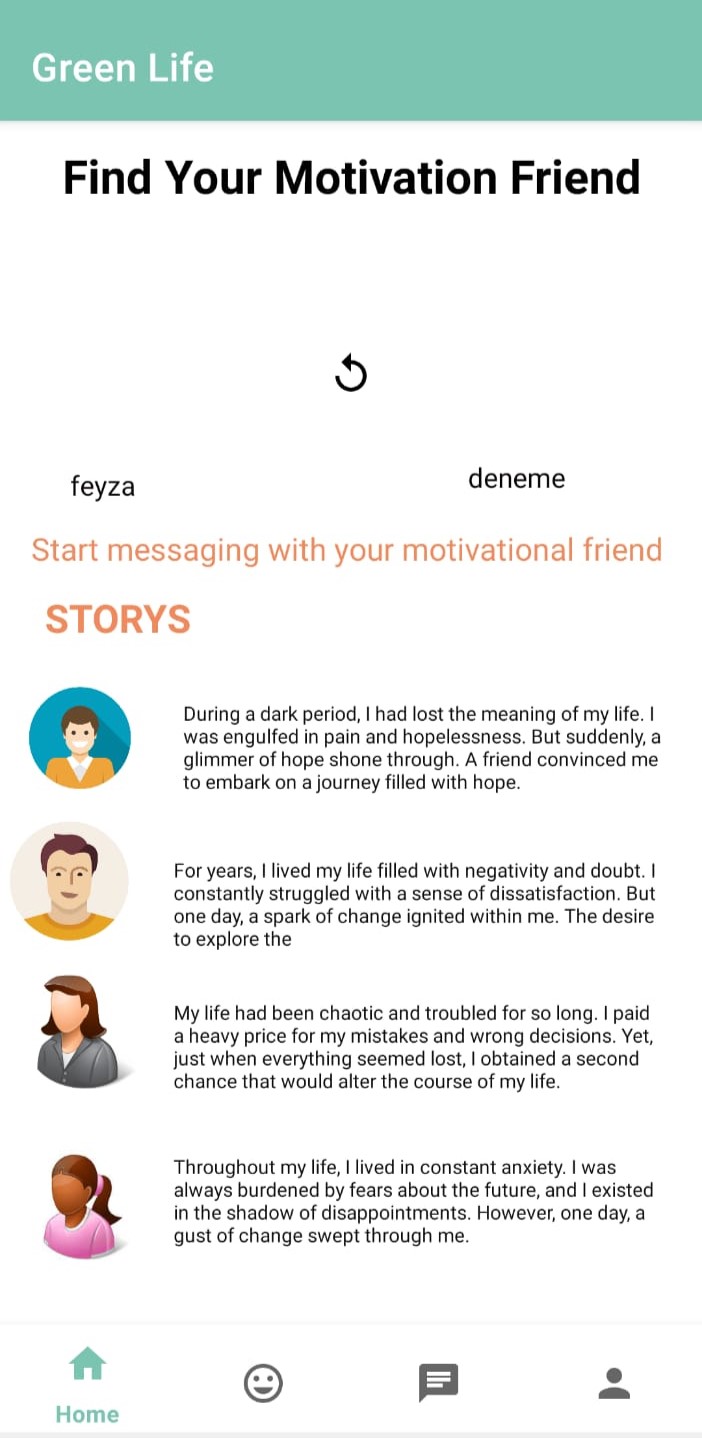 Green Life
Find Your Motivation Friend
feyza
deneme
Start messaging with your motivational friend
STORYS
During a dark period, I had lost the meaning of my life. I
was engulfed in pain and hopelessness. But suddenly, a
glimmer of hope shone through. A friend convinced me
to embark on a journey filled with hope.
For years, I lived my life filled with negativity and doubt. I
constantly struggled with a sense of dissatisfaction. But
one day, a spark of change ignited within me. The desire
to explore the
My life had been chaotic and troubled for so long. I paid
a heavy price for my mistakes and wrong decisions. Yet,
just when everything seemed lost, I obtained a second
chance that would alter the course of my life.
Throughout my life, I lived in constant anxiety. I was
always burdened by fears about the future, and I existed
in the shadow of disappointments. However, one day, a
gust of change swept through me.
Home